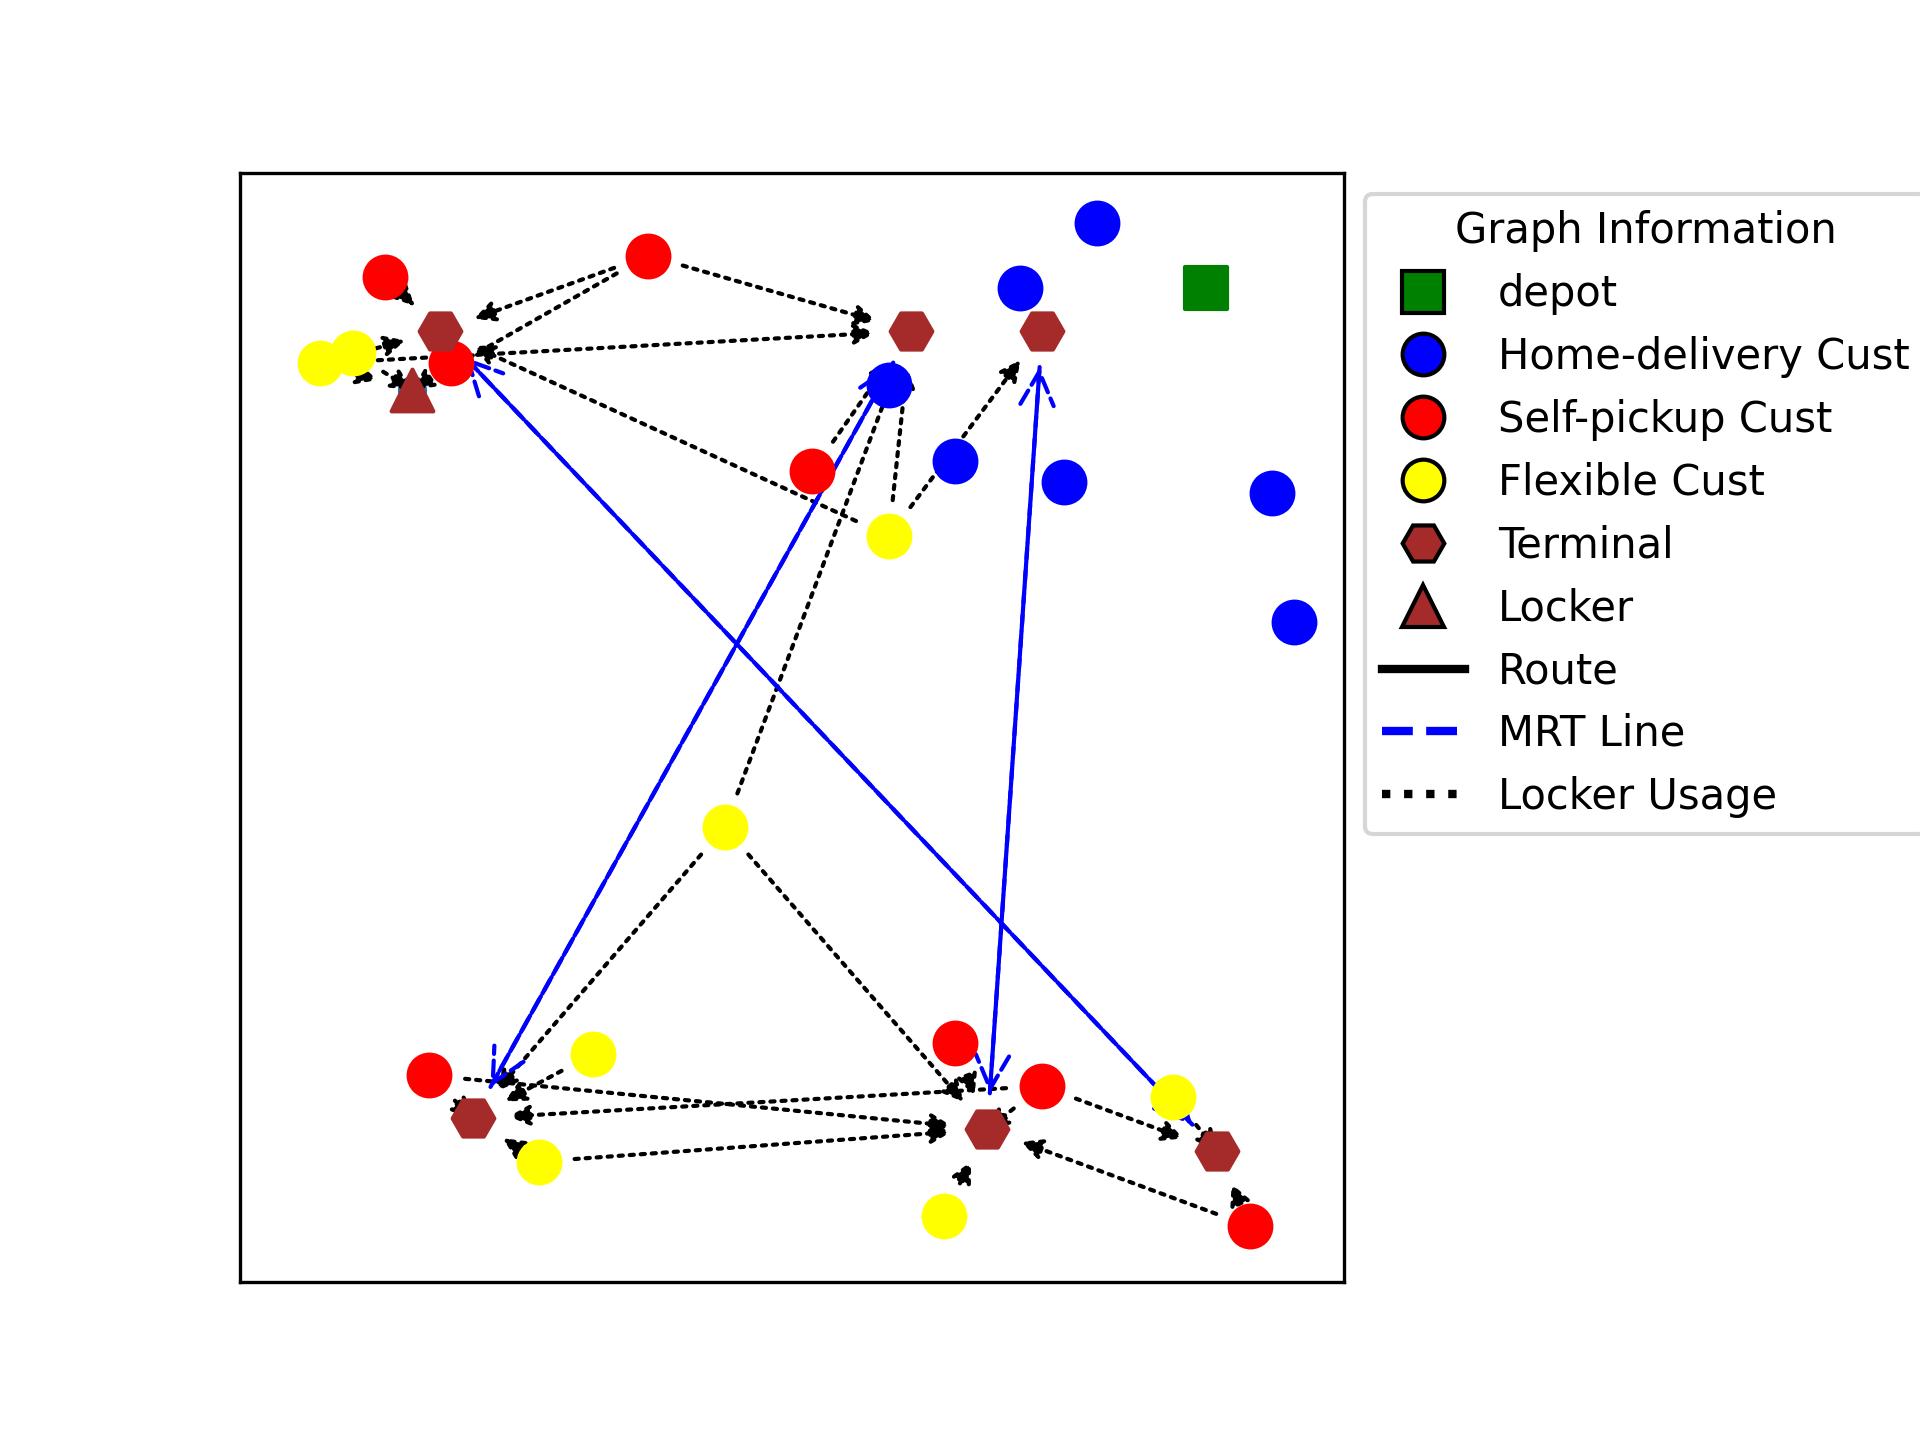 Graph Information
depot
Home-delivery Cust
Self-pickup Cust
Flexible Cust
Terminal
Locker
Route
MRT Line
Locker Usage